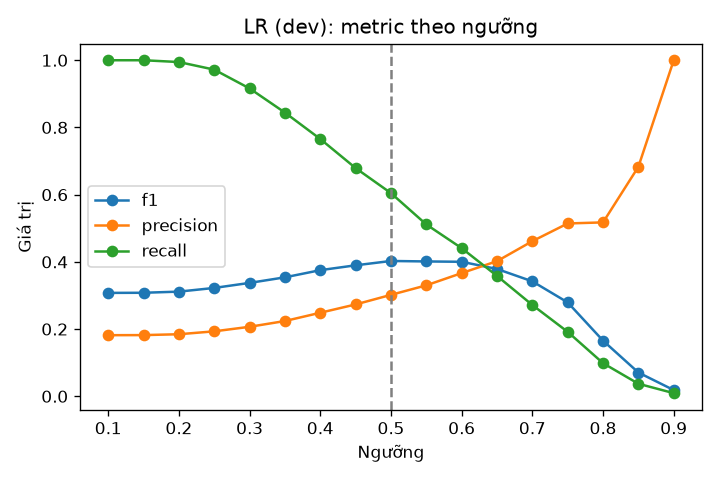 LR (dev): metric theo ngưỡng
Giá trị
1.0
0.8
0.6
0.4
0.2
0.0
f1
precision
recall
0.1 0.2 0.3 0.4 0.5 0.6 0.7 0.8 0.9
Ngưỡng